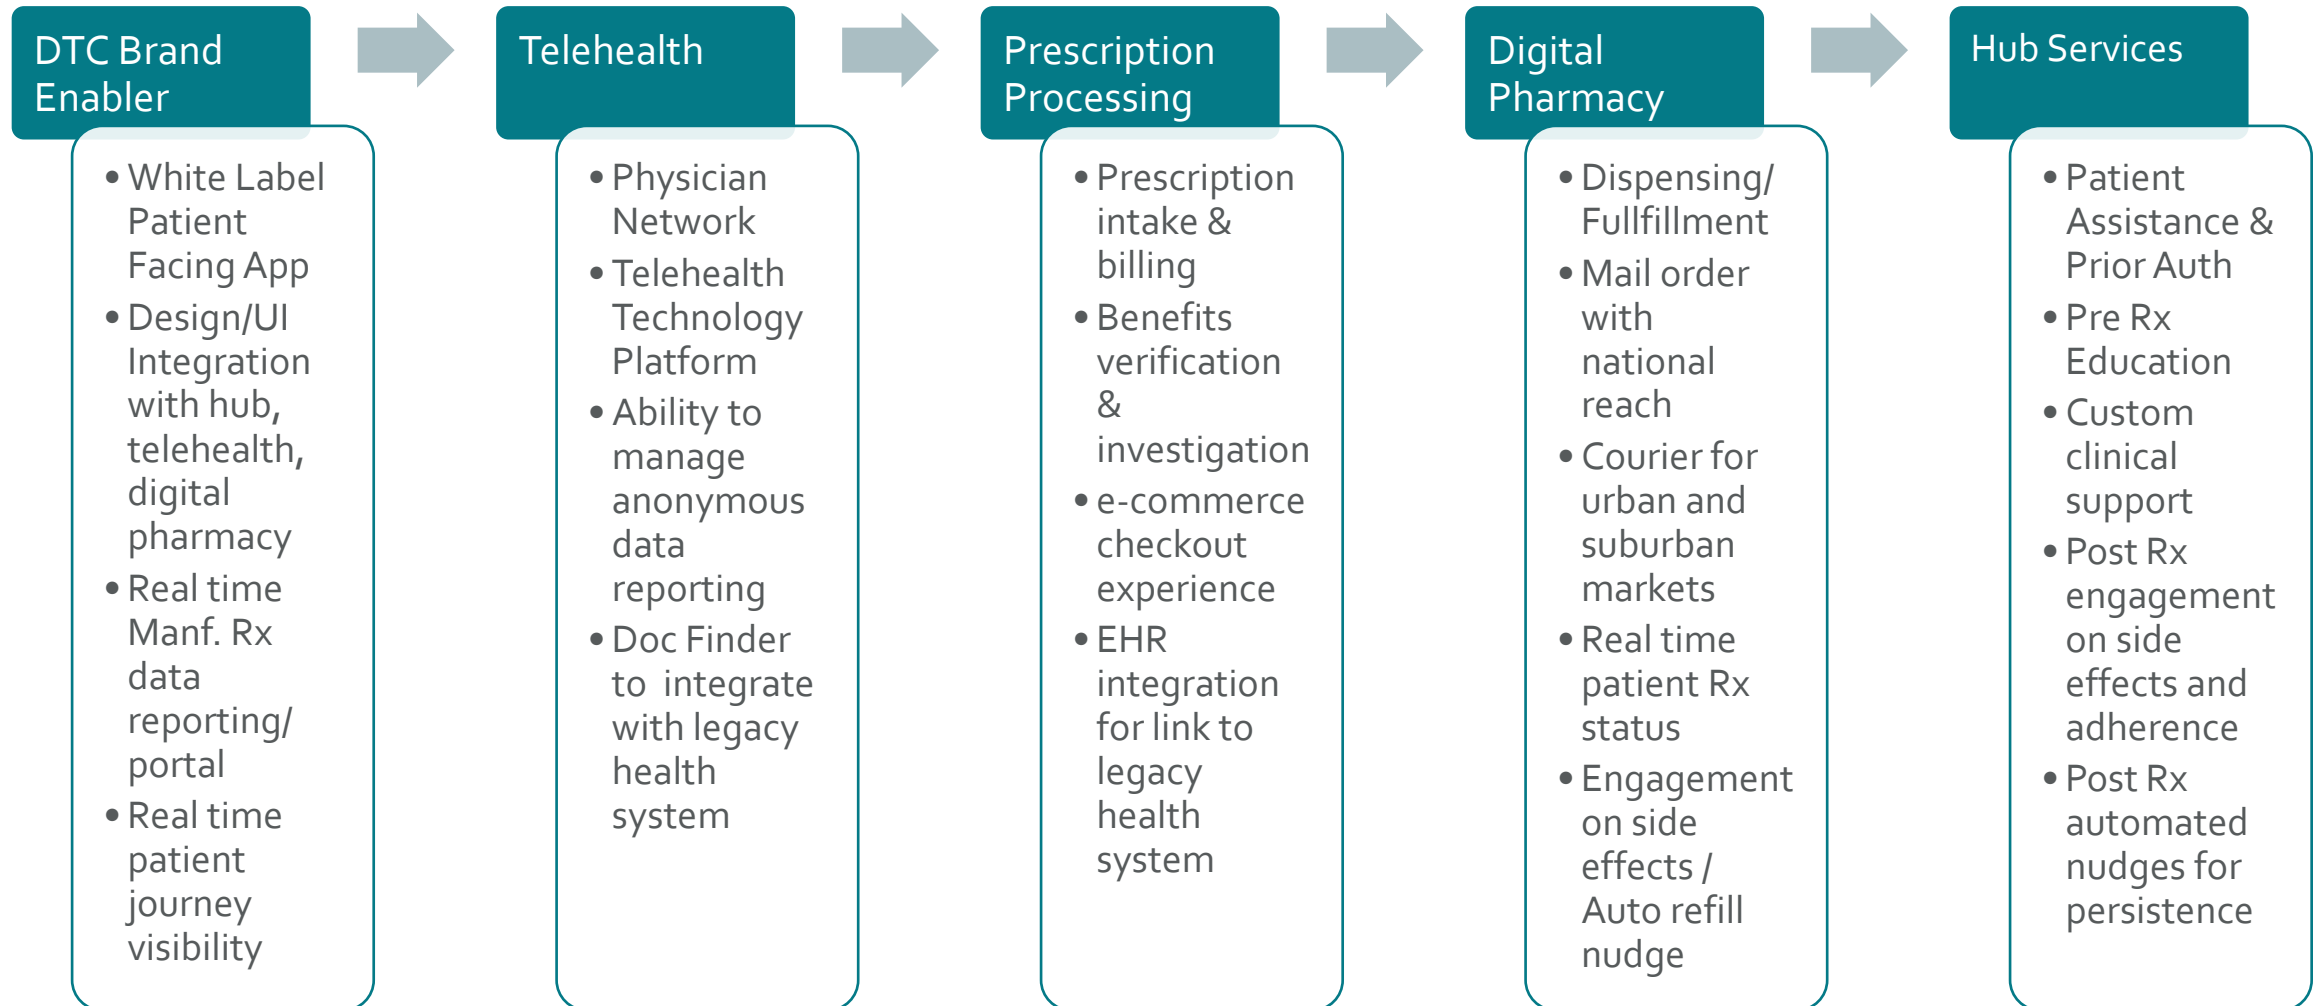 DTC Brand
Enabler
• White Label
Patient
Facing App
• Design/UI
Integration
with hub,
telehealth,
digital
pharmacy
• Real time
Manf. Rx
data
reporting/
portal
• Real time
patient
journey
visibility
Telehealth
• Physician
Network
• Telehealth
Technology
Platform
• Ability to
manage
anonymous
data
reporting
• Doc Finder
to integrate
with legacy
health
system
Prescription
Processing
• Prescription
intake &
billing
• Benefits
verification
&
investigation
• e-commerce
checkout
experience
• EHR
integration
for link to
legacy
health
system
Digital
Pharmacy
• Dispensing/
Fullfillment
• Mail order
with
national
reach
• Courier for
urban and
suburban
markets
• Real time
patient Rx
status
• Engagement
on side
effects /
Auto refill
nudge
Hub Services
• Patient
Assistance &
Prior Auth
• Pre Rx
Education
• Custom
clinical
support
• Post Rx
engagement
on side
effects and
adherence
• Post Rx
automated
nudges for
persistence